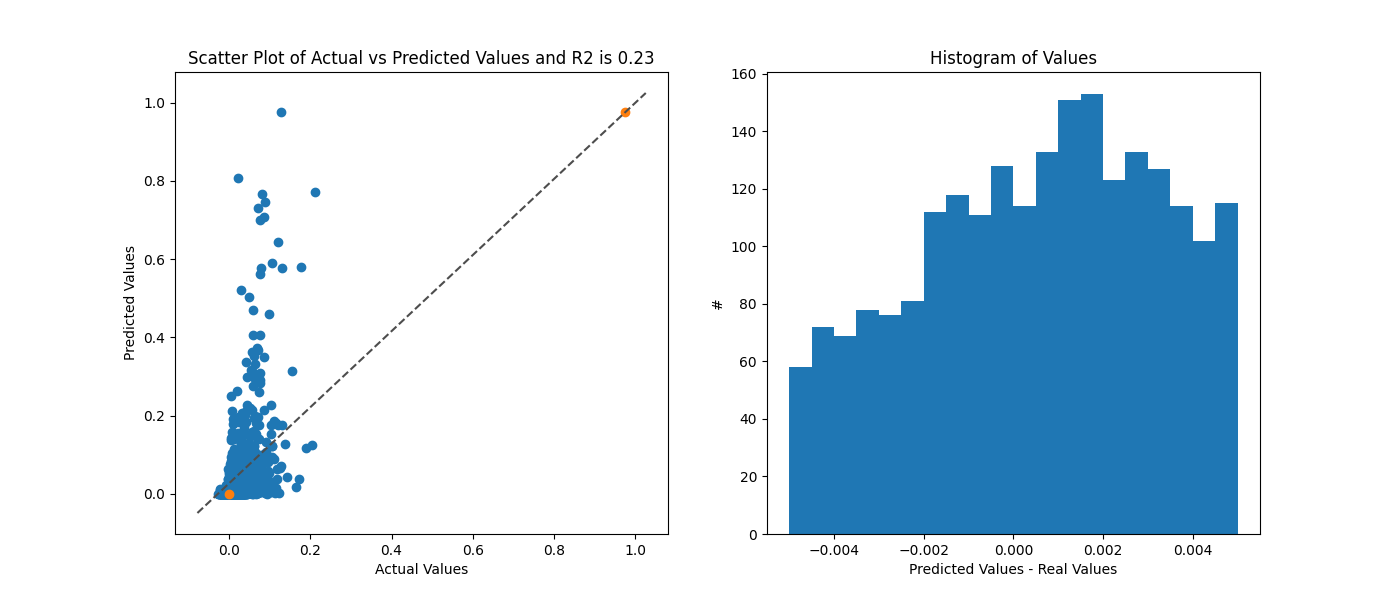 Scatter Plot of Actual vs Predicted Values and R2 is 0.23
Predicted Values
1.0
0.8
0.6
0.4
0.2
0.0
0.0 0.2 0.4 0.6 0.8 1.0
Actual Values
Histogram of Values
#
160
140
120
100
80
60
40
20
0
−0.004 −0.002 0.000 0.002 0.004
Predicted Values - Real Values